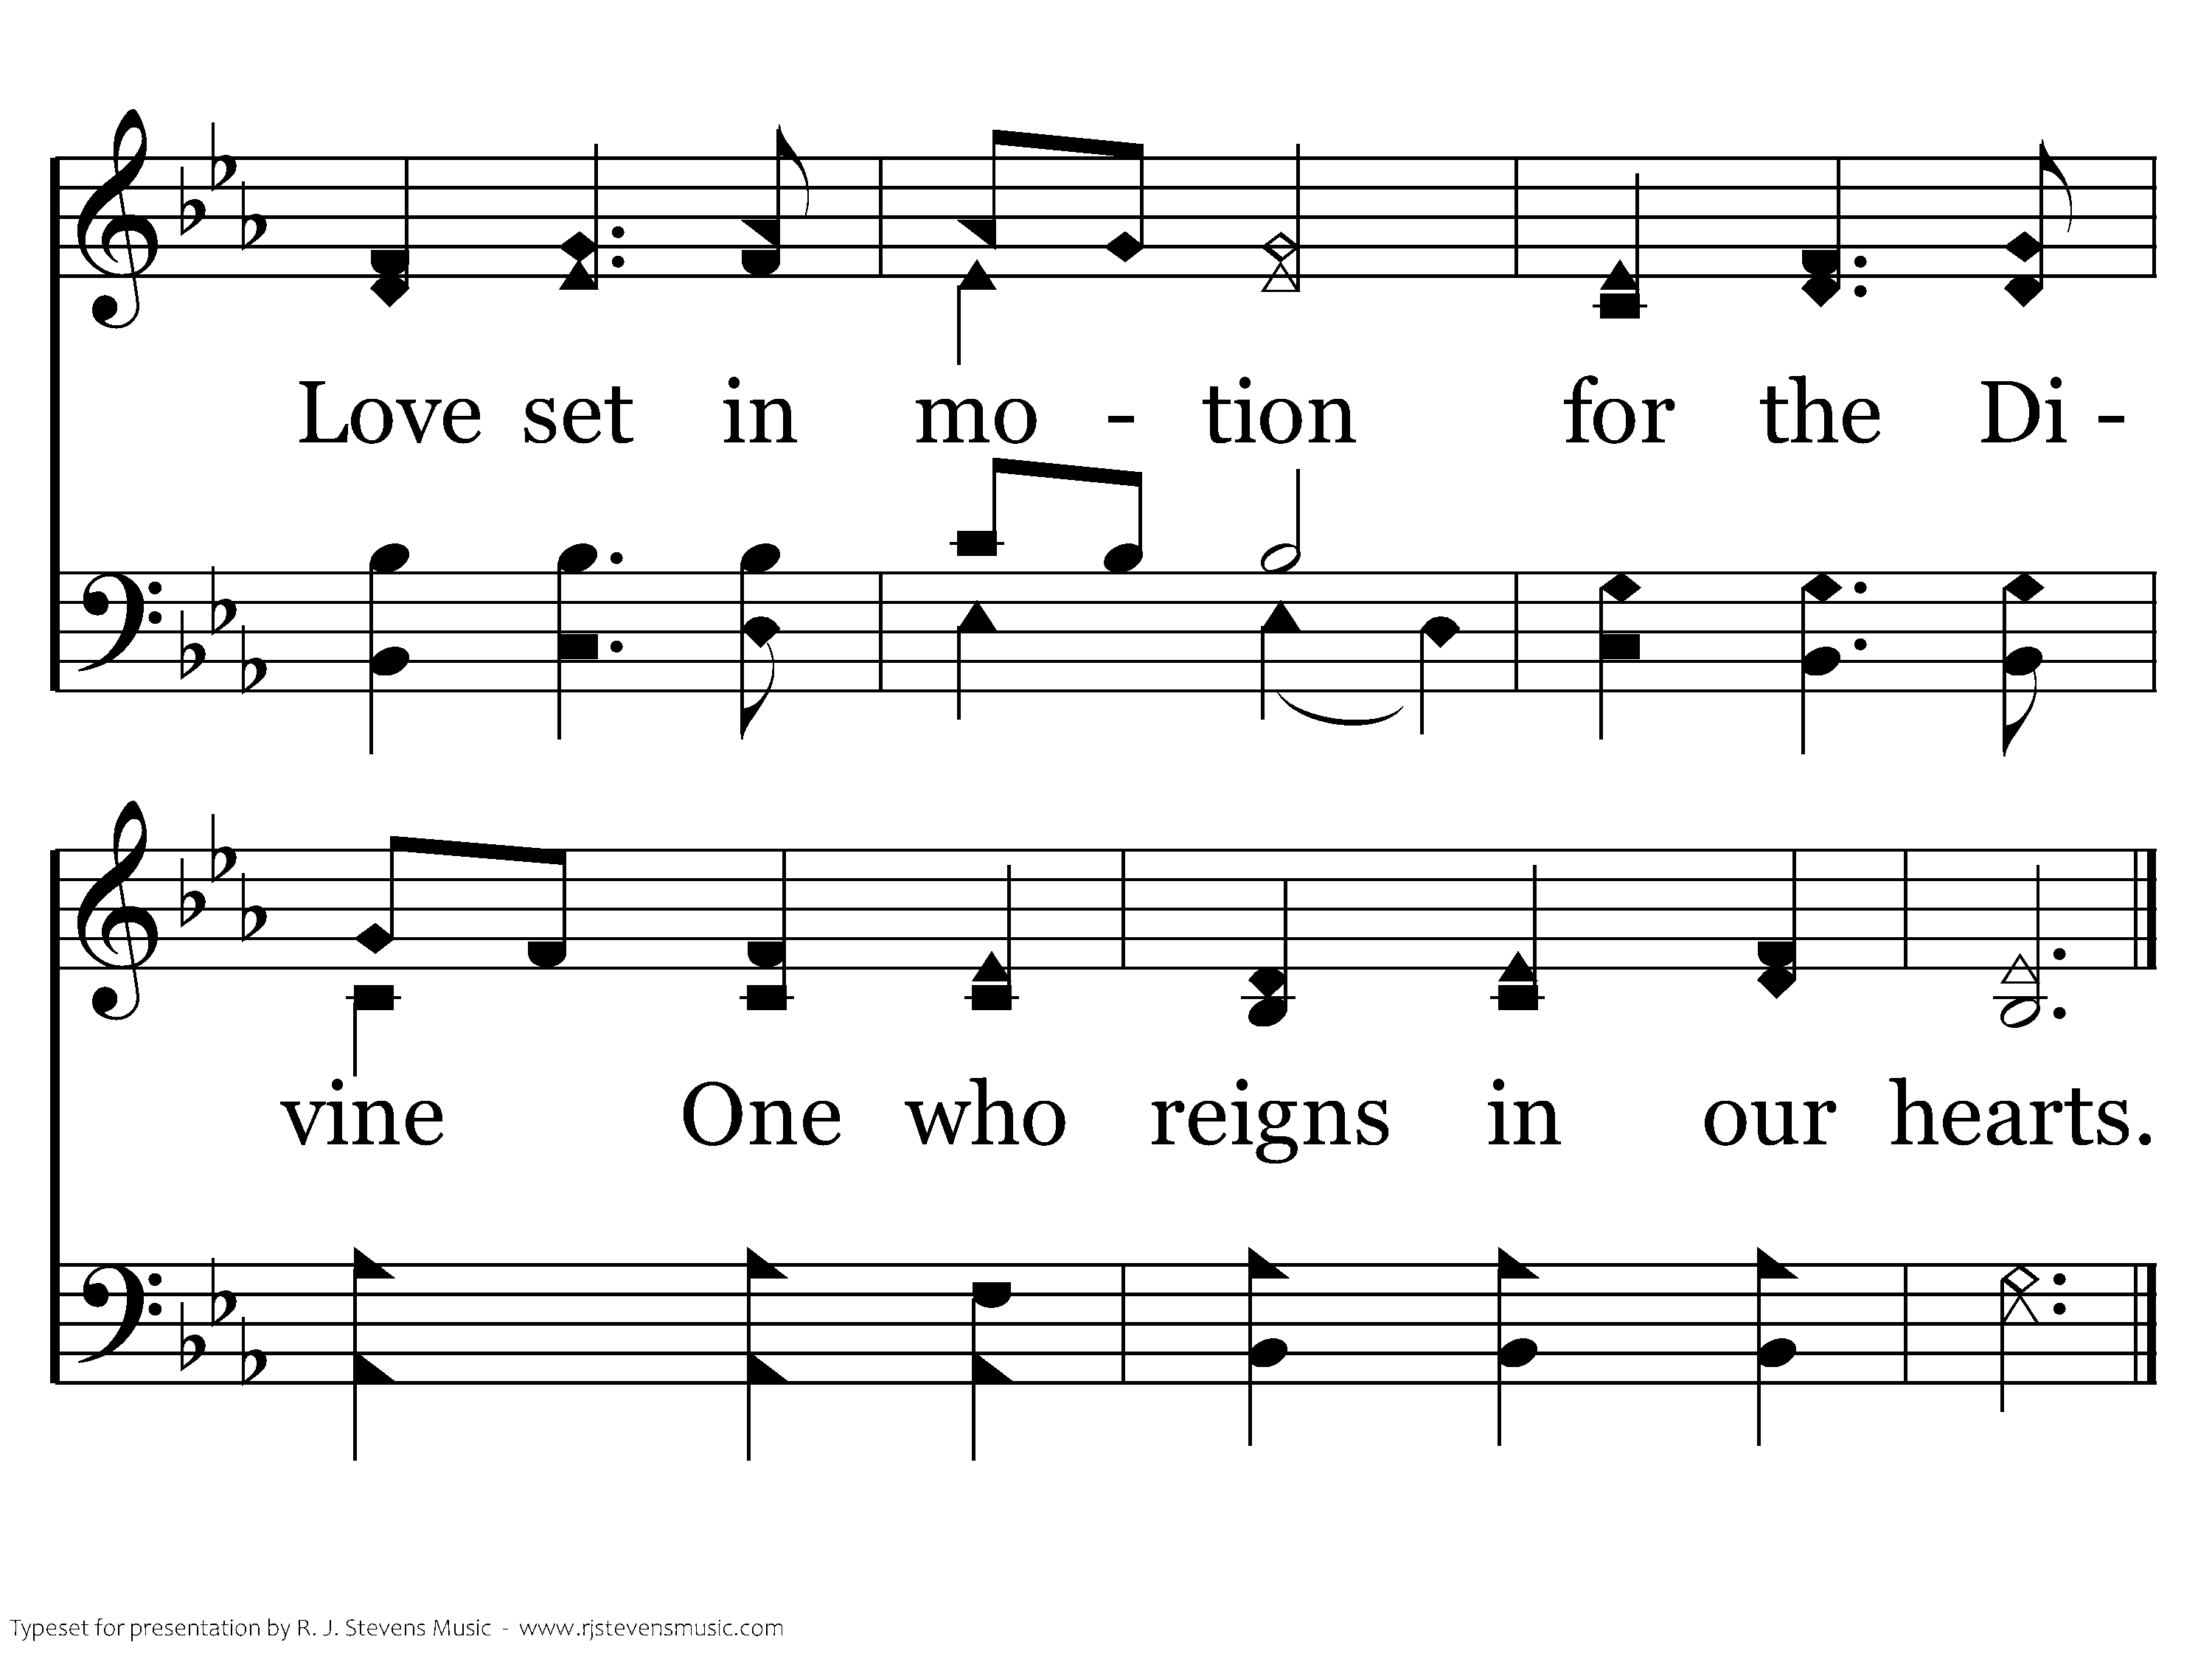 Love set in mo - tion for the Di -
vine One who reigns in our hearts.
Typeset for presentation by R. J. Stevens Music - www.rjstevensmusic.com